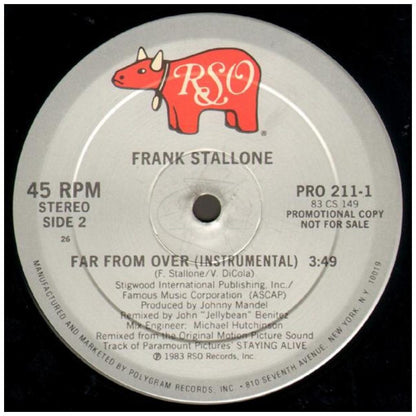 RSO
®
FRANK STALLONE
45 RPM
STEREO
SIDE 2
26
PRO 211-1
83 CS 149
PROMOTIONAL COPY
NOT FOR SALE
FAR FROM OVER (INSTRUMENTAL) 3:49
(F. Stallone/V. DiCola)
Stigwood International Publishing, Inc./
Famous Music Corporation (ASCAP)
Produced by Johnny Mandel
Remixed by John "Jellybean" Benitez
Mix Engineer: Michael Hutchinson
From the Original Motion Picture Sound
Track of Paramount Pictures' STAYING ALIVE
℗ 1983 RSO Records, Inc.
MANUFACTURED AND MARKETED BY POLYGRAM RECORDS, INC • 810 SEVENTH AVENUE, NEW YORK, N.Y. 10019